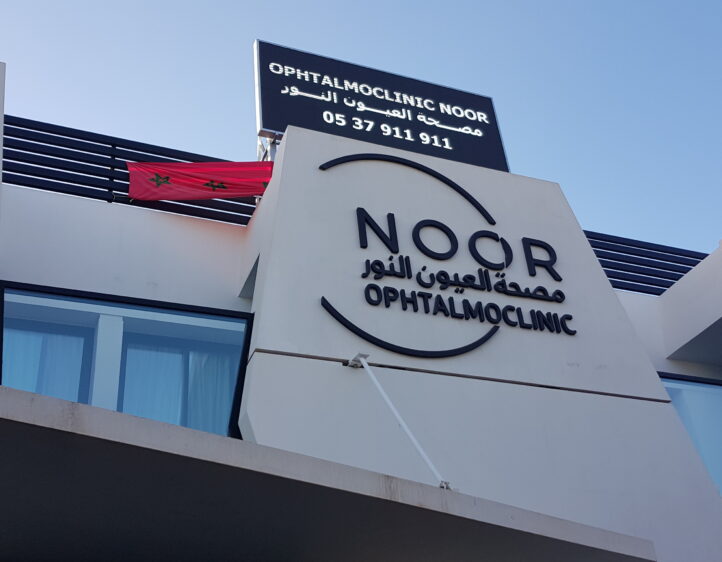 OPHTALMOCLINIC NOOR
مصحة العيون النور
05 37 911 911
NOOR
مصحة العيون النور
OPHTALMOCLINIC